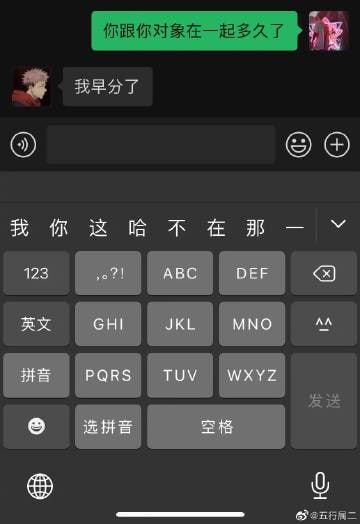 你跟你对象在一起多久了
我早分了
我 你 这 哈 不 在 那 一
123 ,。?! ABC DEF
英文 GHI JKL MNO ^^
拼音 PQRS TUV WXYZ 发送
选拼音 空格
@五行属二